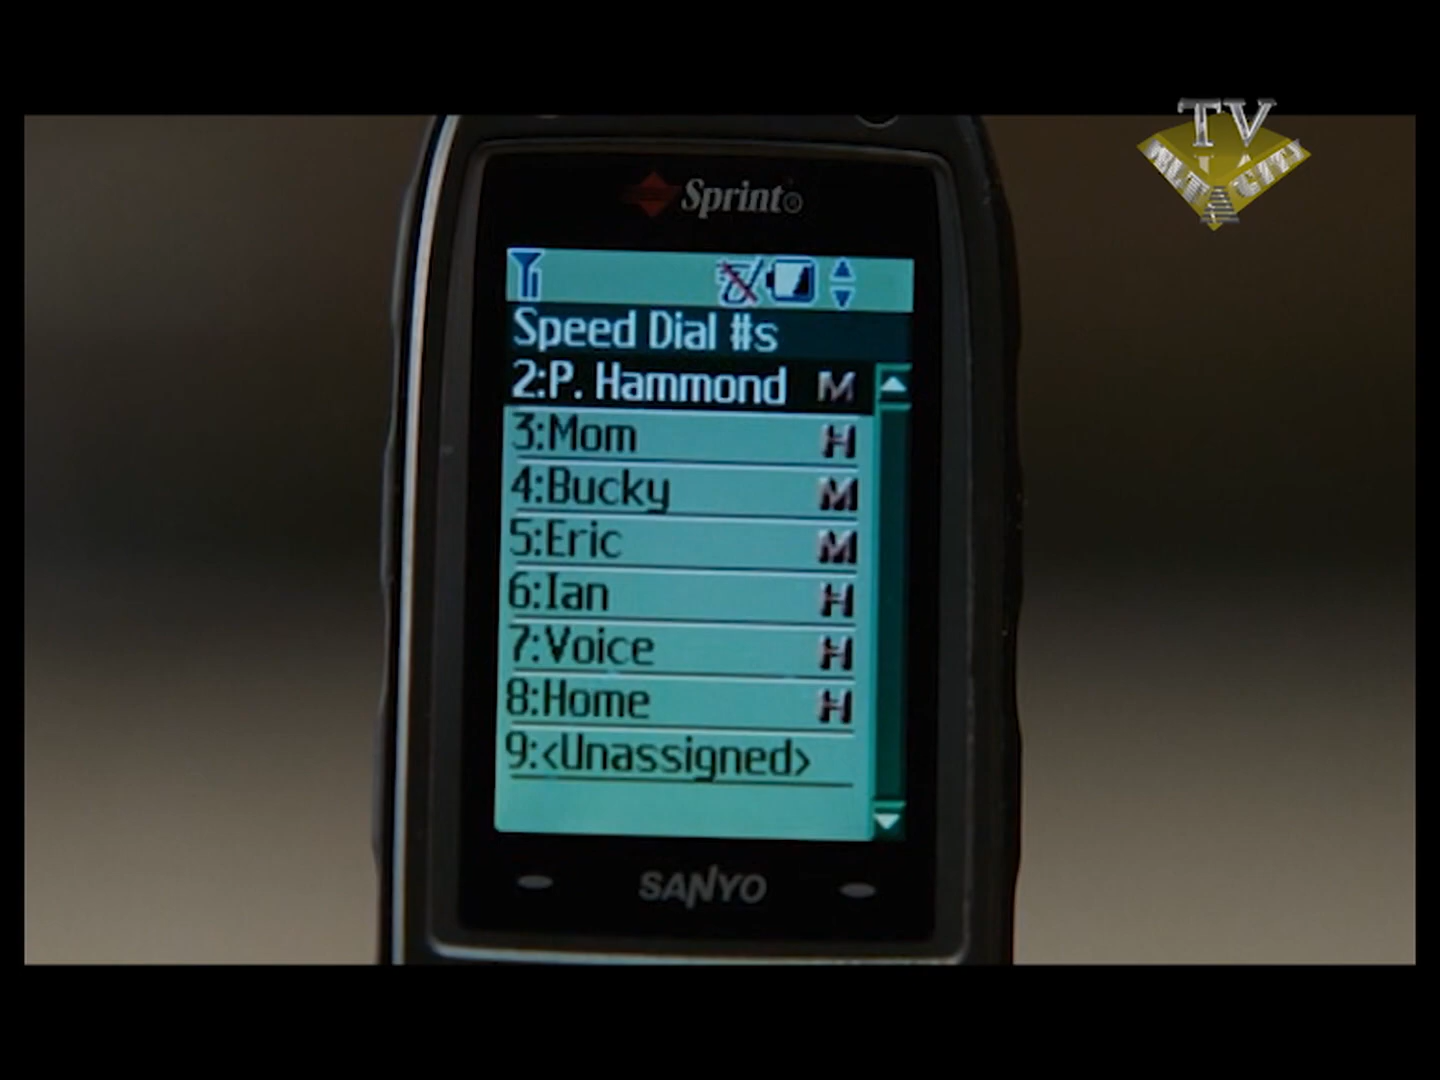 TV
CITY
Sprint®
Speed Dial #s
2:P. Hammond M
3:Mom H
4:Bucky M
5:Eric M
6:Ian H
7:Voice H
8:Home H
9:<Unassigned>
SANYO